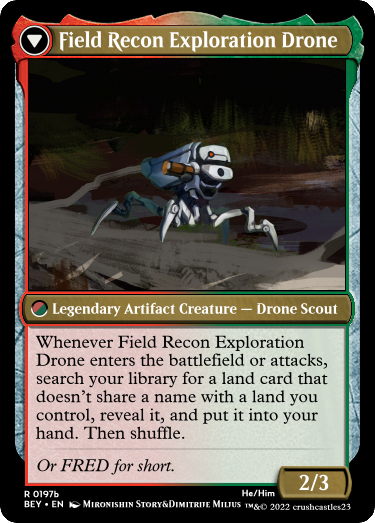 Field Recon Exploration Drone
Legendary Artifact Creature — Drone Scout
Whenever Field Recon Exploration
Drone enters the battlefield or attacks,
search your library for a land card that
doesn't share a name with a land you
control, reveal it, and put it into your
hand. Then shuffle.
Or FRED for short.
2/3
R 0197b
He/Him
BEY • EN Mironishin Story&Dimitrije Miljus ™&© 2022 crushcastles23